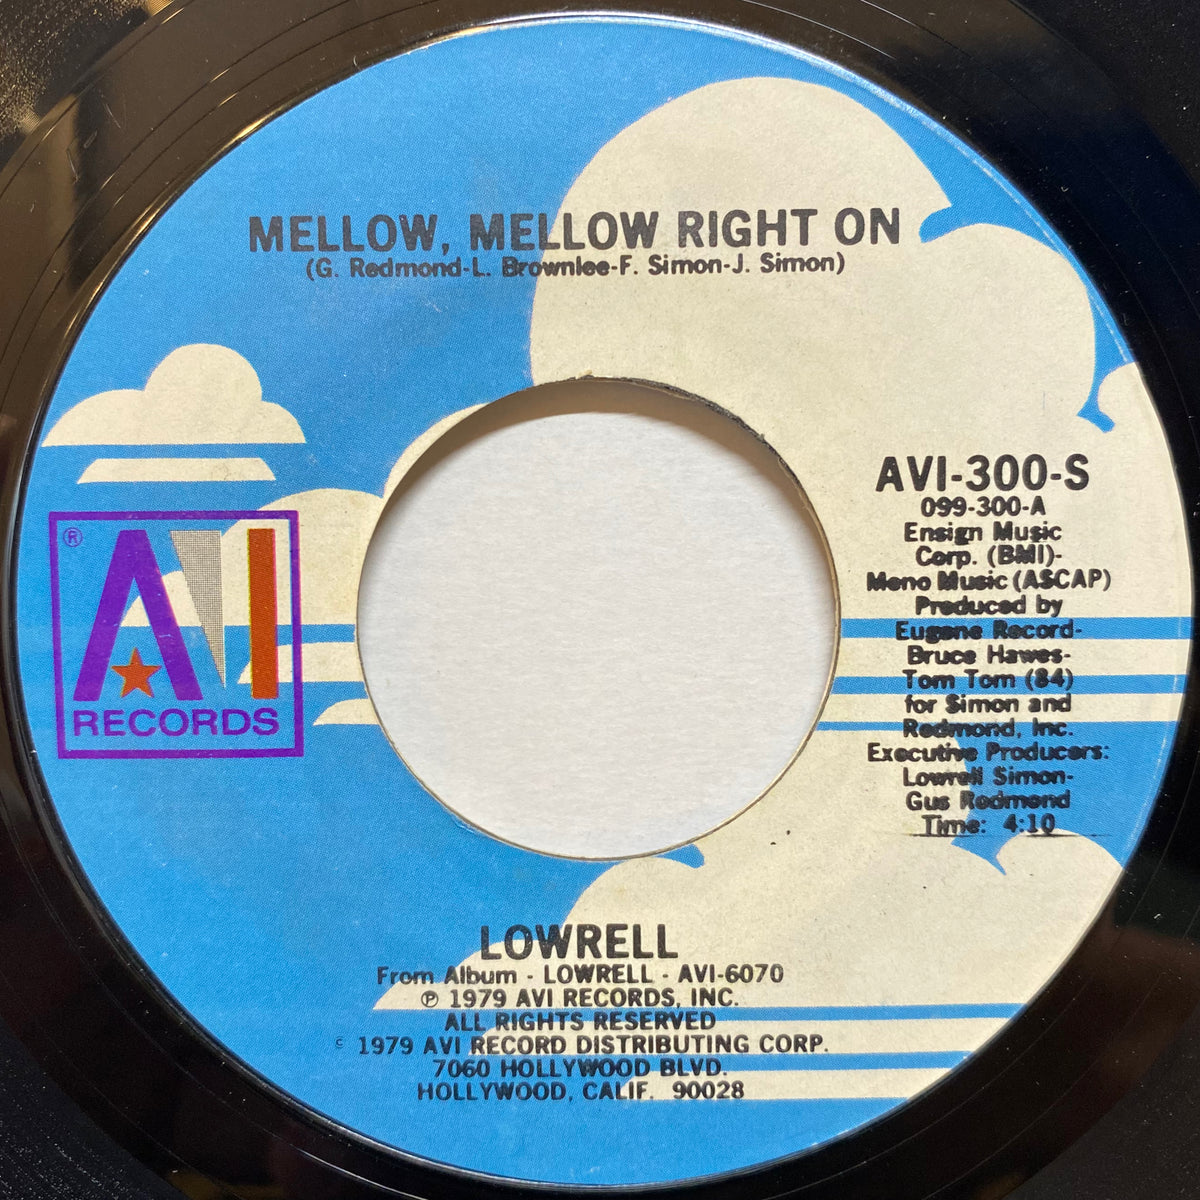 MELLOW, MELLOW RIGHT ON
(G. Redmond-L. Brownlee-F. Simon-J. Simon)
® AVI
RECORDS
AVI-300-S
099-300-A
Ensign Music
Corp. (BMI)-
Meno Music (ASCAP)
Produced by
Eugene Record-
Bruce Hawes-
Tom Tom (84)
for Simon and
Redmond, Inc.
Executive Producers:
Lowrell Simon-
Gus Redmond
Time: 4:10
LOWRELL
From Album - LOWRELL - AVI-6070
℗ 1979 AVI RECORDS, INC.
ALL RIGHTS RESERVED
c 1979 AVI RECORD DISTRIBUTING CORP.
7060 HOLLYWOOD BLVD.
HOLLYWOOD, CALIF. 90028